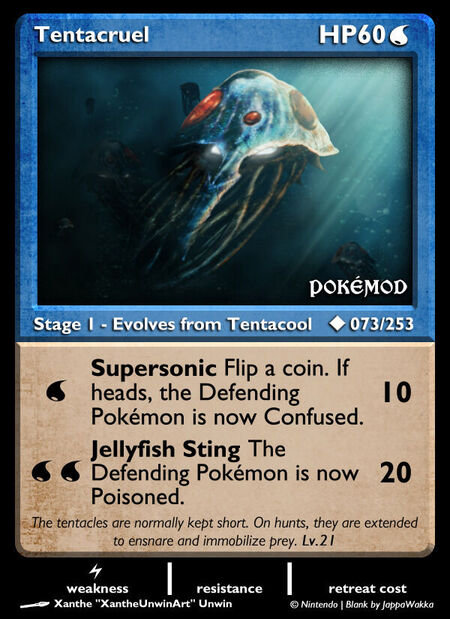 Tentacruel HP60
POKÉMOD
Stage 1 - Evolves from Tentacool 073/253
Supersonic Flip a coin. If
heads, the Defending 10
Pokémon is now Confused.
Jellyfish Sting The
Defending Pokémon is now 20
Poisoned.
The tentacles are normally kept short. On hunts, they are extended
to ensnare and immobilize prey. Lv.21
weakness resistance retreat cost
Xanthe "XantheUnwinArt" Unwin © Nintendo | Blank by JappaWakka